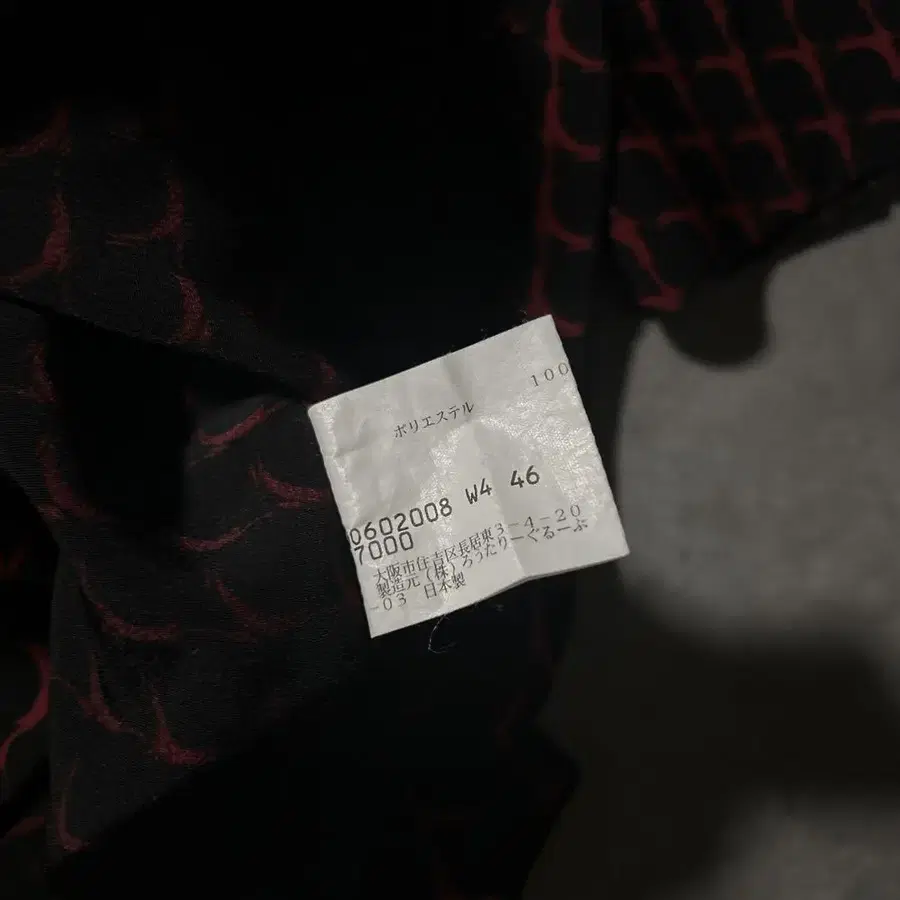 ポリエステル 100
0602008 W4 46
7000
大阪市住吉区長居東3-4-20
製造元(株)ろうたりーぐるーぷ
-03 日本製